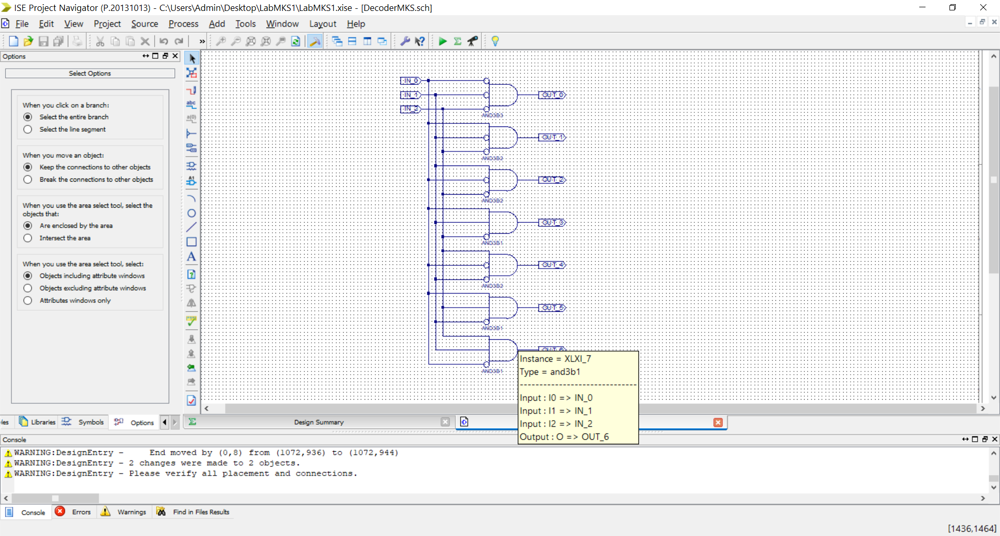 ISE Project Navigator (P.20131013) - C:\Users\Admin\Desktop\LabMKS1\LabMKS1.xise - [DecoderMKS.sch]
File Edit View Project Source Process Add Tools Window Layout Help
Options
Select Options
When you click on a branch:
Select the entire branch
Select the line segment
When you move an object:
Keep the connections to other objects
Break the connections to other objects
When you use the area select tool, select the
objects that:
Are enclosed by the area
Intersect the area
When you use the area select tool, select:
Objects including attribute windows
Objects excluding attribute windows
Attributes windows only
abc
a(0)
A1
A
IN_0
IN_1
IN_2
OUT_0
AND3B3
OUT_1
AND3B2
OUT_2
AND3B2
OUT_3
AND3B1
OUT_4
AND3B2
OUT_5
AND3B1
OUT_6
AND3B1
Instance = XLXI_7
Type = and3b1
Input : I0 => IN_0
Input : I1 => IN_1
Input : I2 => IN_2
Output : O => OUT_6
les Libraries Symbols Options
Design Summary
Console
WARNING:DesignEntry - End moved by (0,8) from (1072,936) to (1072,944)
WARNING:DesignEntry - 2 changes were made to 2 objects.
WARNING:DesignEntry - Please verify all placement and connections.
Console Errors Warnings Find in Files Results
[1436,1464]